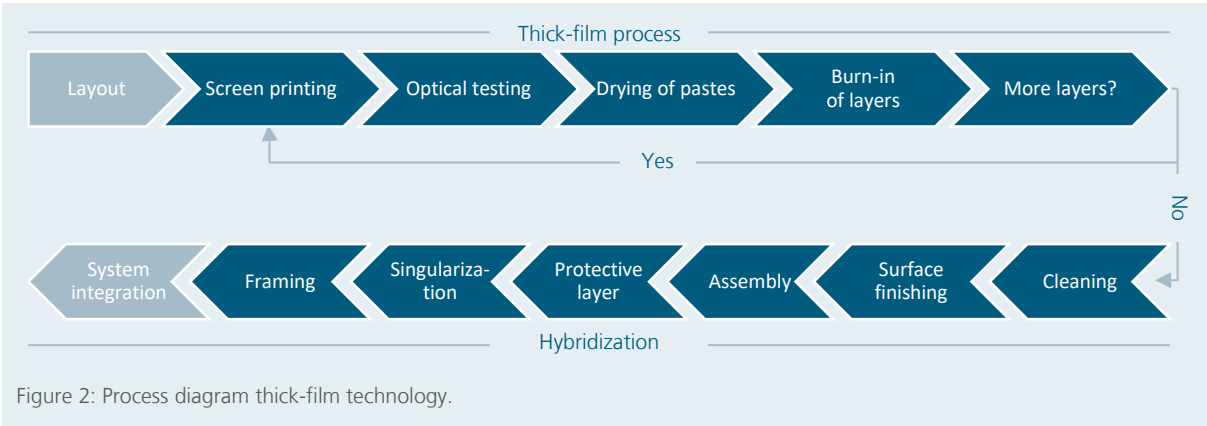 Thick-film process
Layout
Screen printing
Optical testing
Drying of pastes
Burn-in
of layers
More layers?
Yes
No
System
integration
Framing
Singulariza-
tion
Protective
layer
Assembly
Surface
finishing
Cleaning
Hybridization
Figure 2: Process diagram thick-film technology.